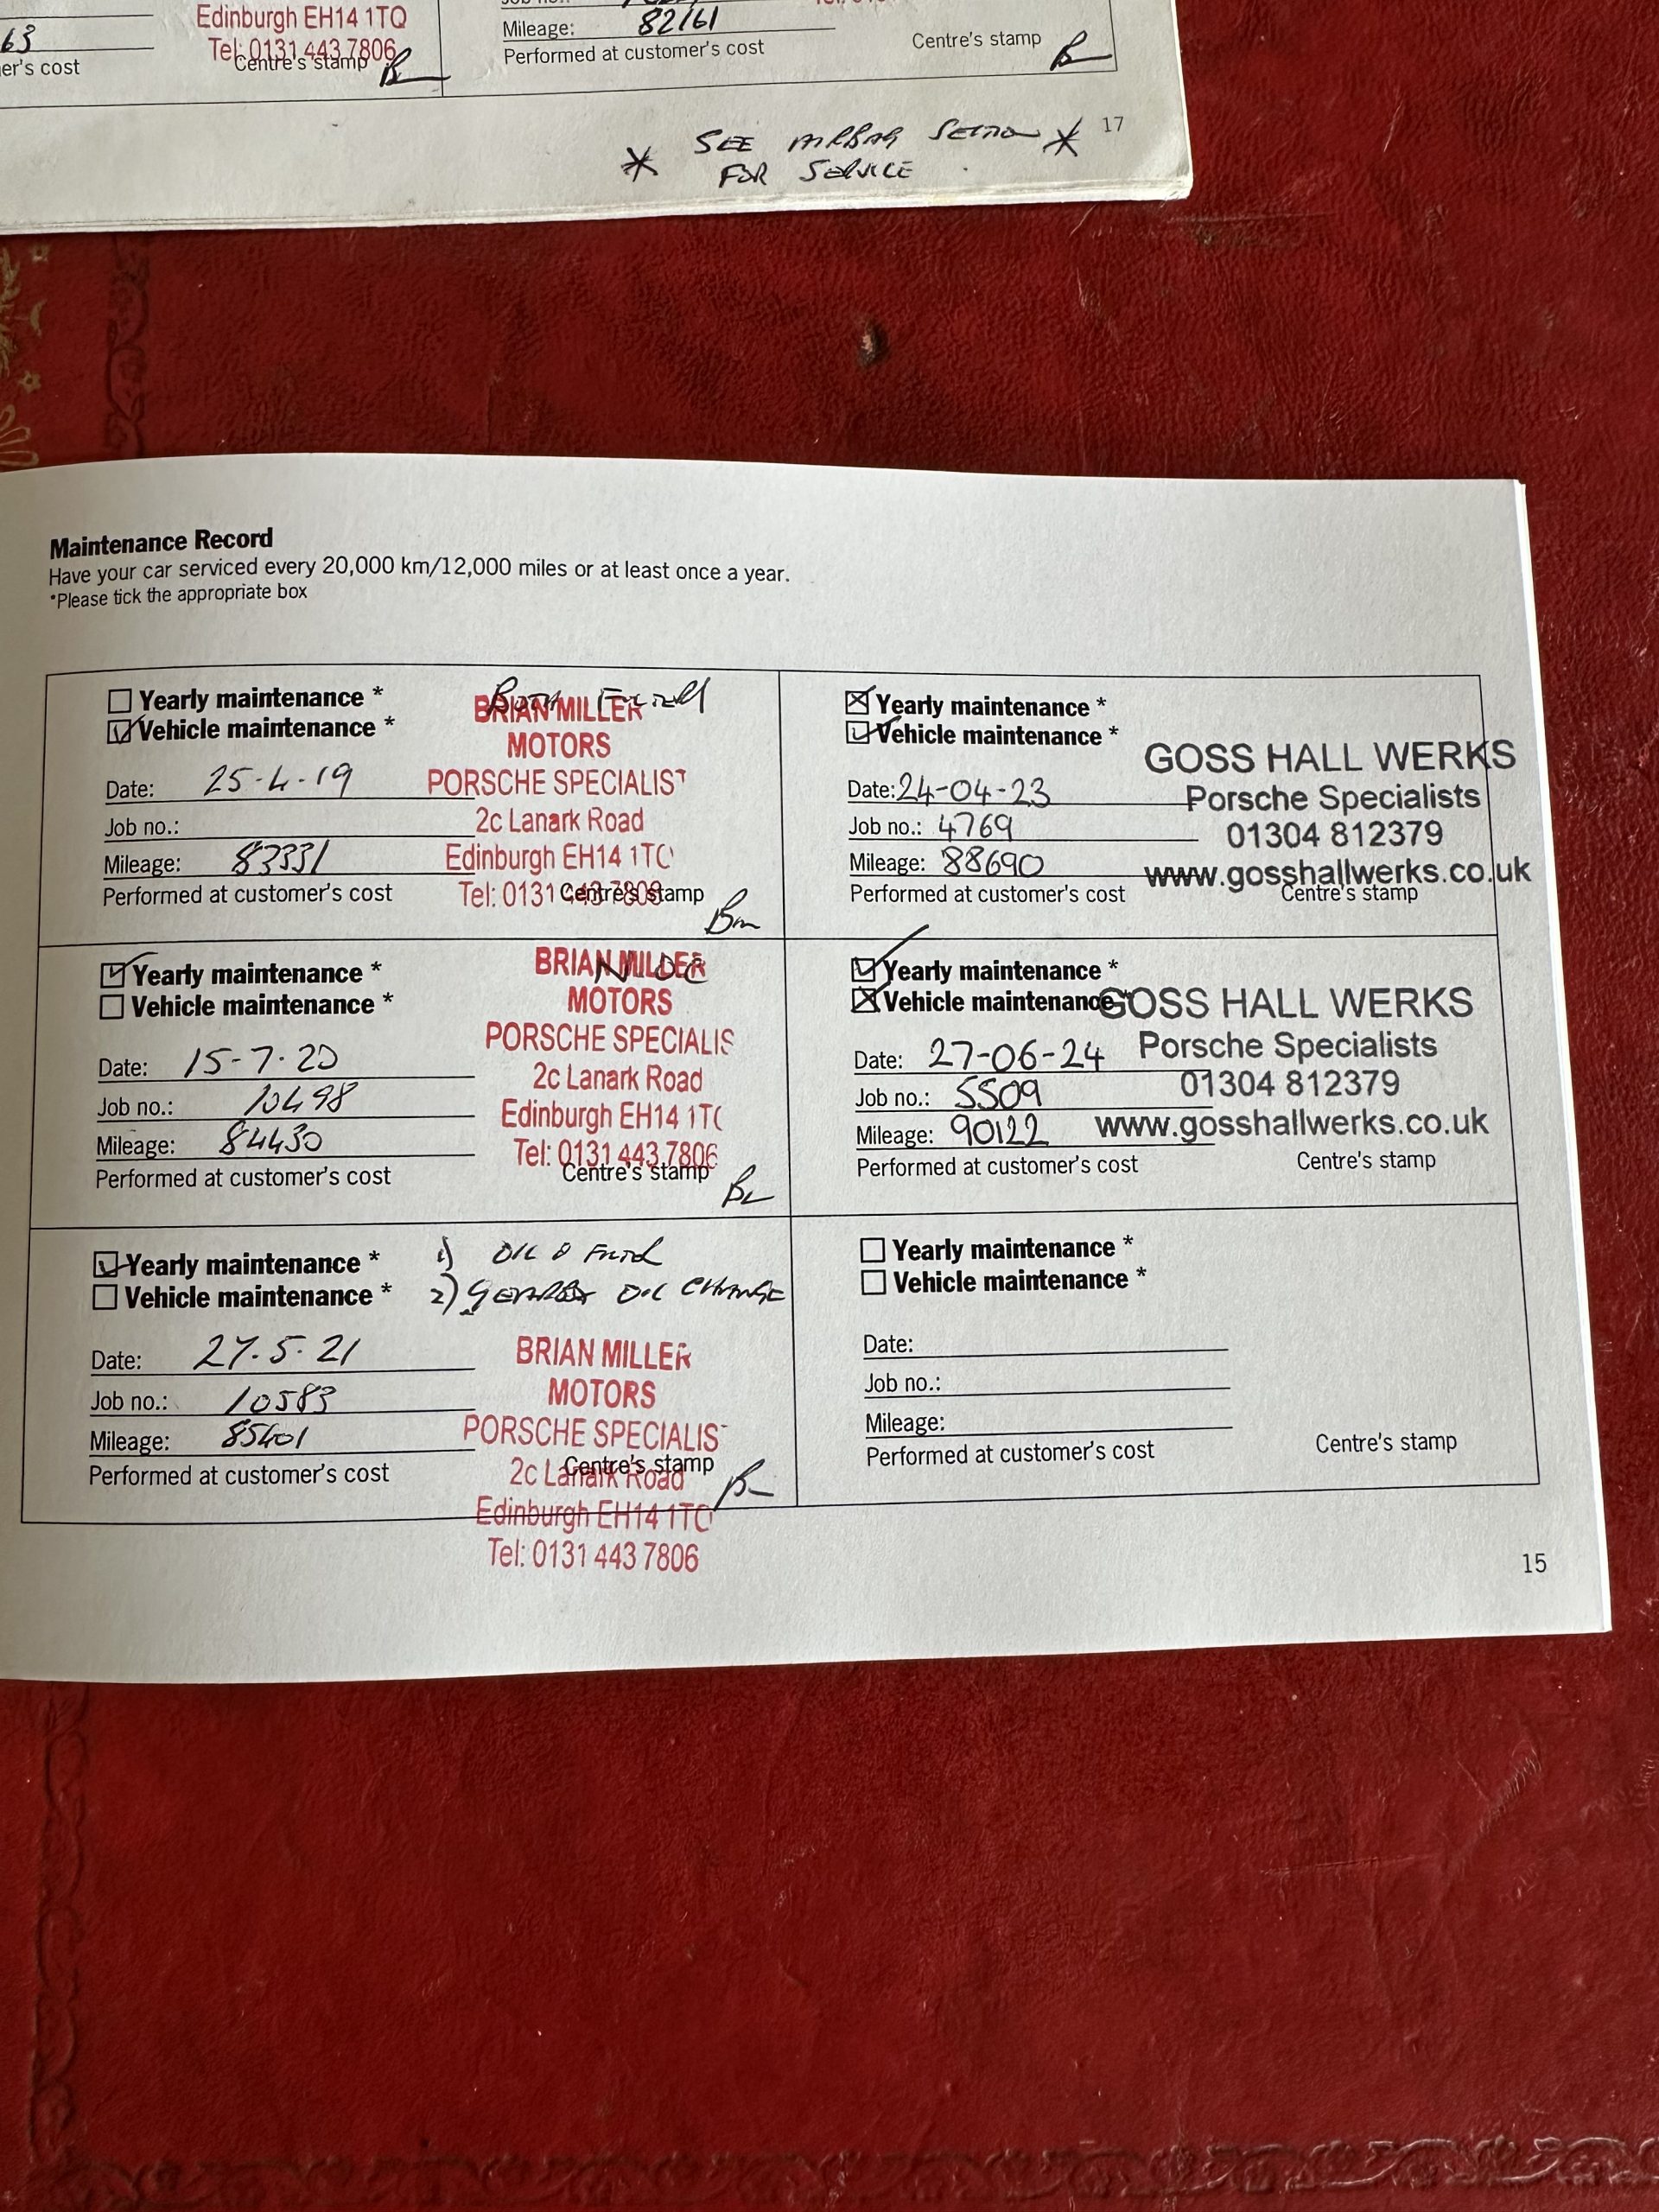 Edinburgh EH14 1TQ
63
Tel: 0131 443 7806
er's cost
Centre's stamp
Mileage: 82161
Performed at customer's cost
Centre's stamp
17
* SEE AIRBAG SECTION *
FOR SERVICE
Maintenance Record
Have your car serviced every 20,000 km/12,000 miles or at least once a year.
*Please tick the appropriate box
Yearly maintenance *
Vehicle maintenance *
BRIAN MILLER
MOTORS
PORSCHE SPECIALIST
2c Lanark Road
Edinburgh EH14 1TQ
Tel: 0131 443 7806
Date: 25-4-19
Job no.:
Mileage: 83331
Performed at customer's cost
Centre's stamp
Bm
Yearly maintenance *
Vehicle maintenance *
BRIAN MILLER
MOTORS
PORSCHE SPECIALIS
2c Lanark Road
Edinburgh EH14 1T
Tel: 0131 443 7806
Date: 15-7-20
Job no.: 10498
Mileage: 84430
Performed at customer's cost
Centre's stamp
Yearly maintenance *
Vehicle maintenance *
1) OIL &
2) GEARBOX OIL CHANGE
BRIAN MILLER
MOTORS
PORSCHE SPECIALIS
2c Lanark Road
Edinburgh EH14 1TQ
Tel: 0131 443 7806
Date: 27.5.21
Job no.: 10583
Mileage: 85401
Performed at customer's cost
Centre's stamp
Yearly maintenance *
Vehicle maintenance *
GOSS HALL WERKS
Porsche Specialists
01304 812379
www.gosshallwerks.co.uk
Date: 24-04-23
Job no.: 4769
Mileage: 88690
Performed at customer's cost
Centre's stamp
Yearly maintenance *
Vehicle maintenance *
GOSS HALL WERKS
Porsche Specialists
01304 812379
www.gosshallwerks.co.uk
Date: 27-06-24
Job no.: 5509
Mileage: 90122
Performed at customer's cost
Centre's stamp
Yearly maintenance *
Vehicle maintenance *
Date:
Job no.:
Mileage:
Performed at customer's cost
Centre's stamp
15